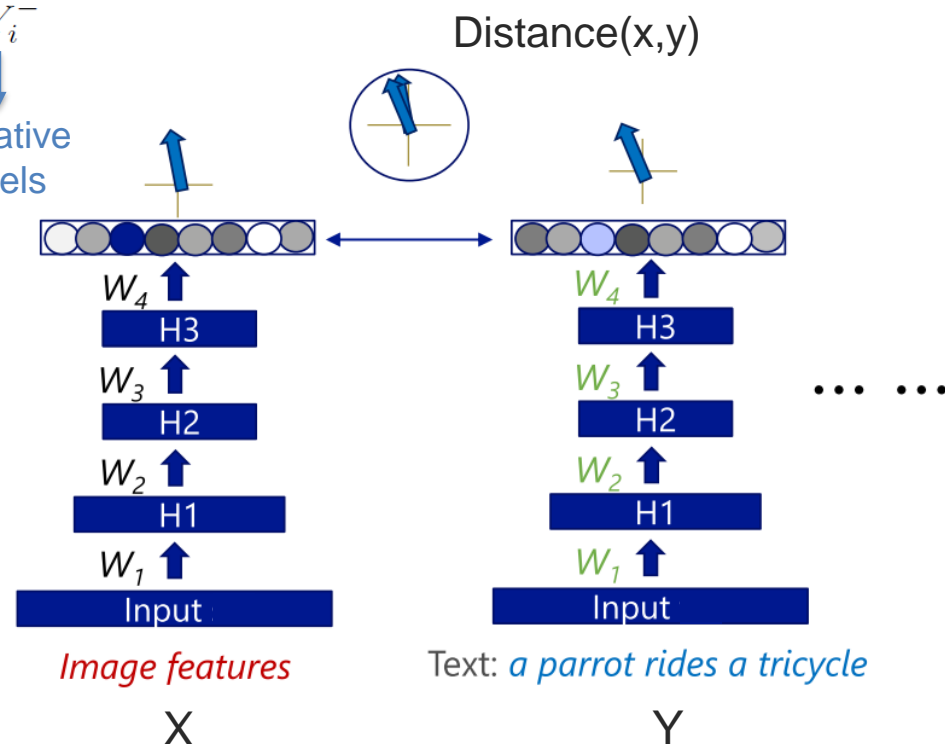 Distance(x,y)
W₄ W₄
H3 H3
W₃ W₃
... ...
H2 H2
W₂ W₂
H1 H1
W₁ W₁
Input Input
Image features Text: a parrot rides a tricycle
X Y